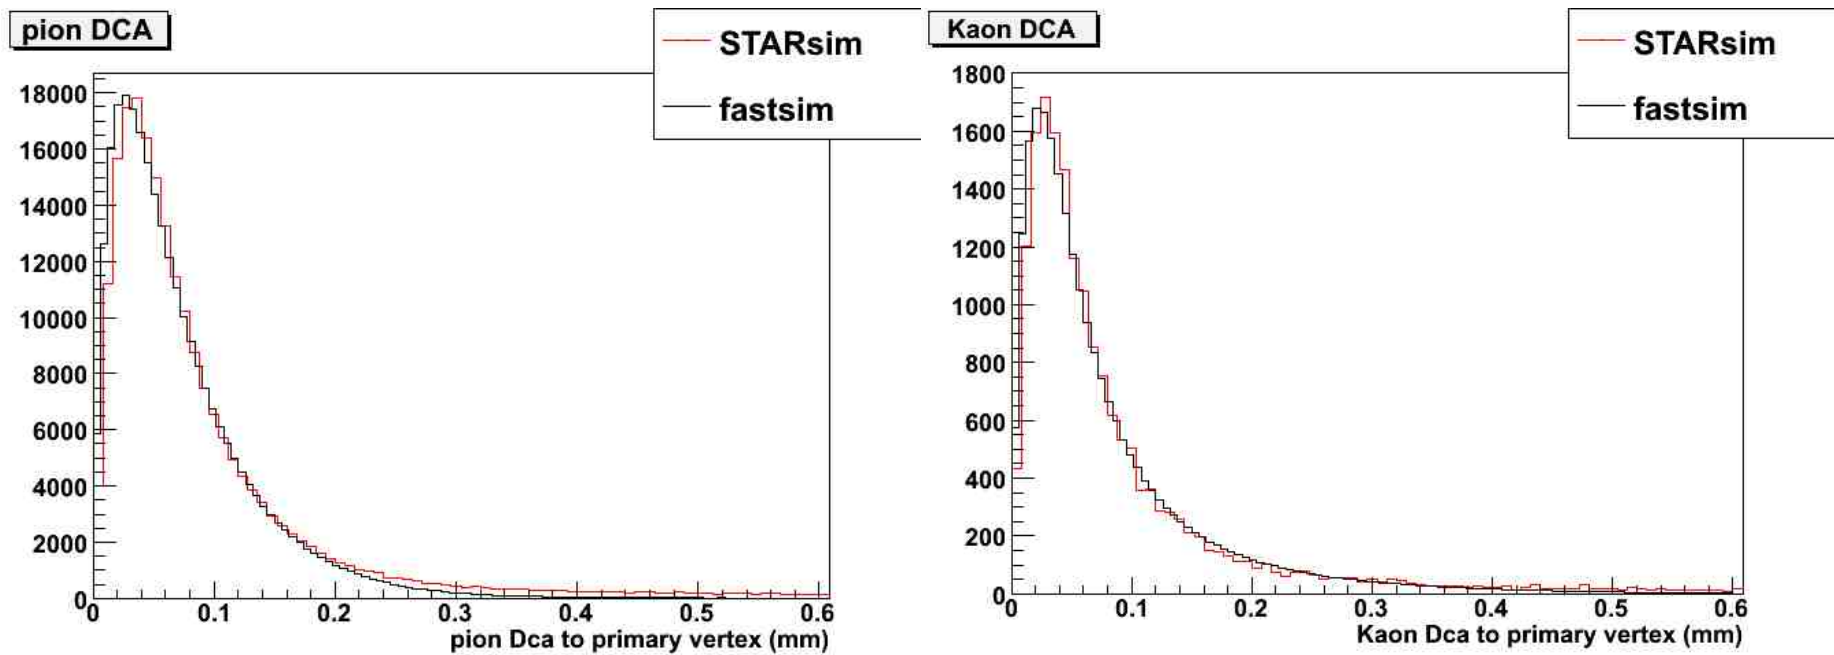 pion DCA
STARsim
fastsim
18000
16000
14000
12000
10000
8000
6000
4000
2000
0
0 0.1 0.2 0.3 0.4 0.5 0.6
pion Dca to primary vertex (mm)
Kaon DCA
STARsim
fastsim
1800
1600
1400
1200
1000
800
600
400
200
0
0 0.1 0.2 0.3 0.4 0.5 0.6
Kaon Dca to primary vertex (mm)